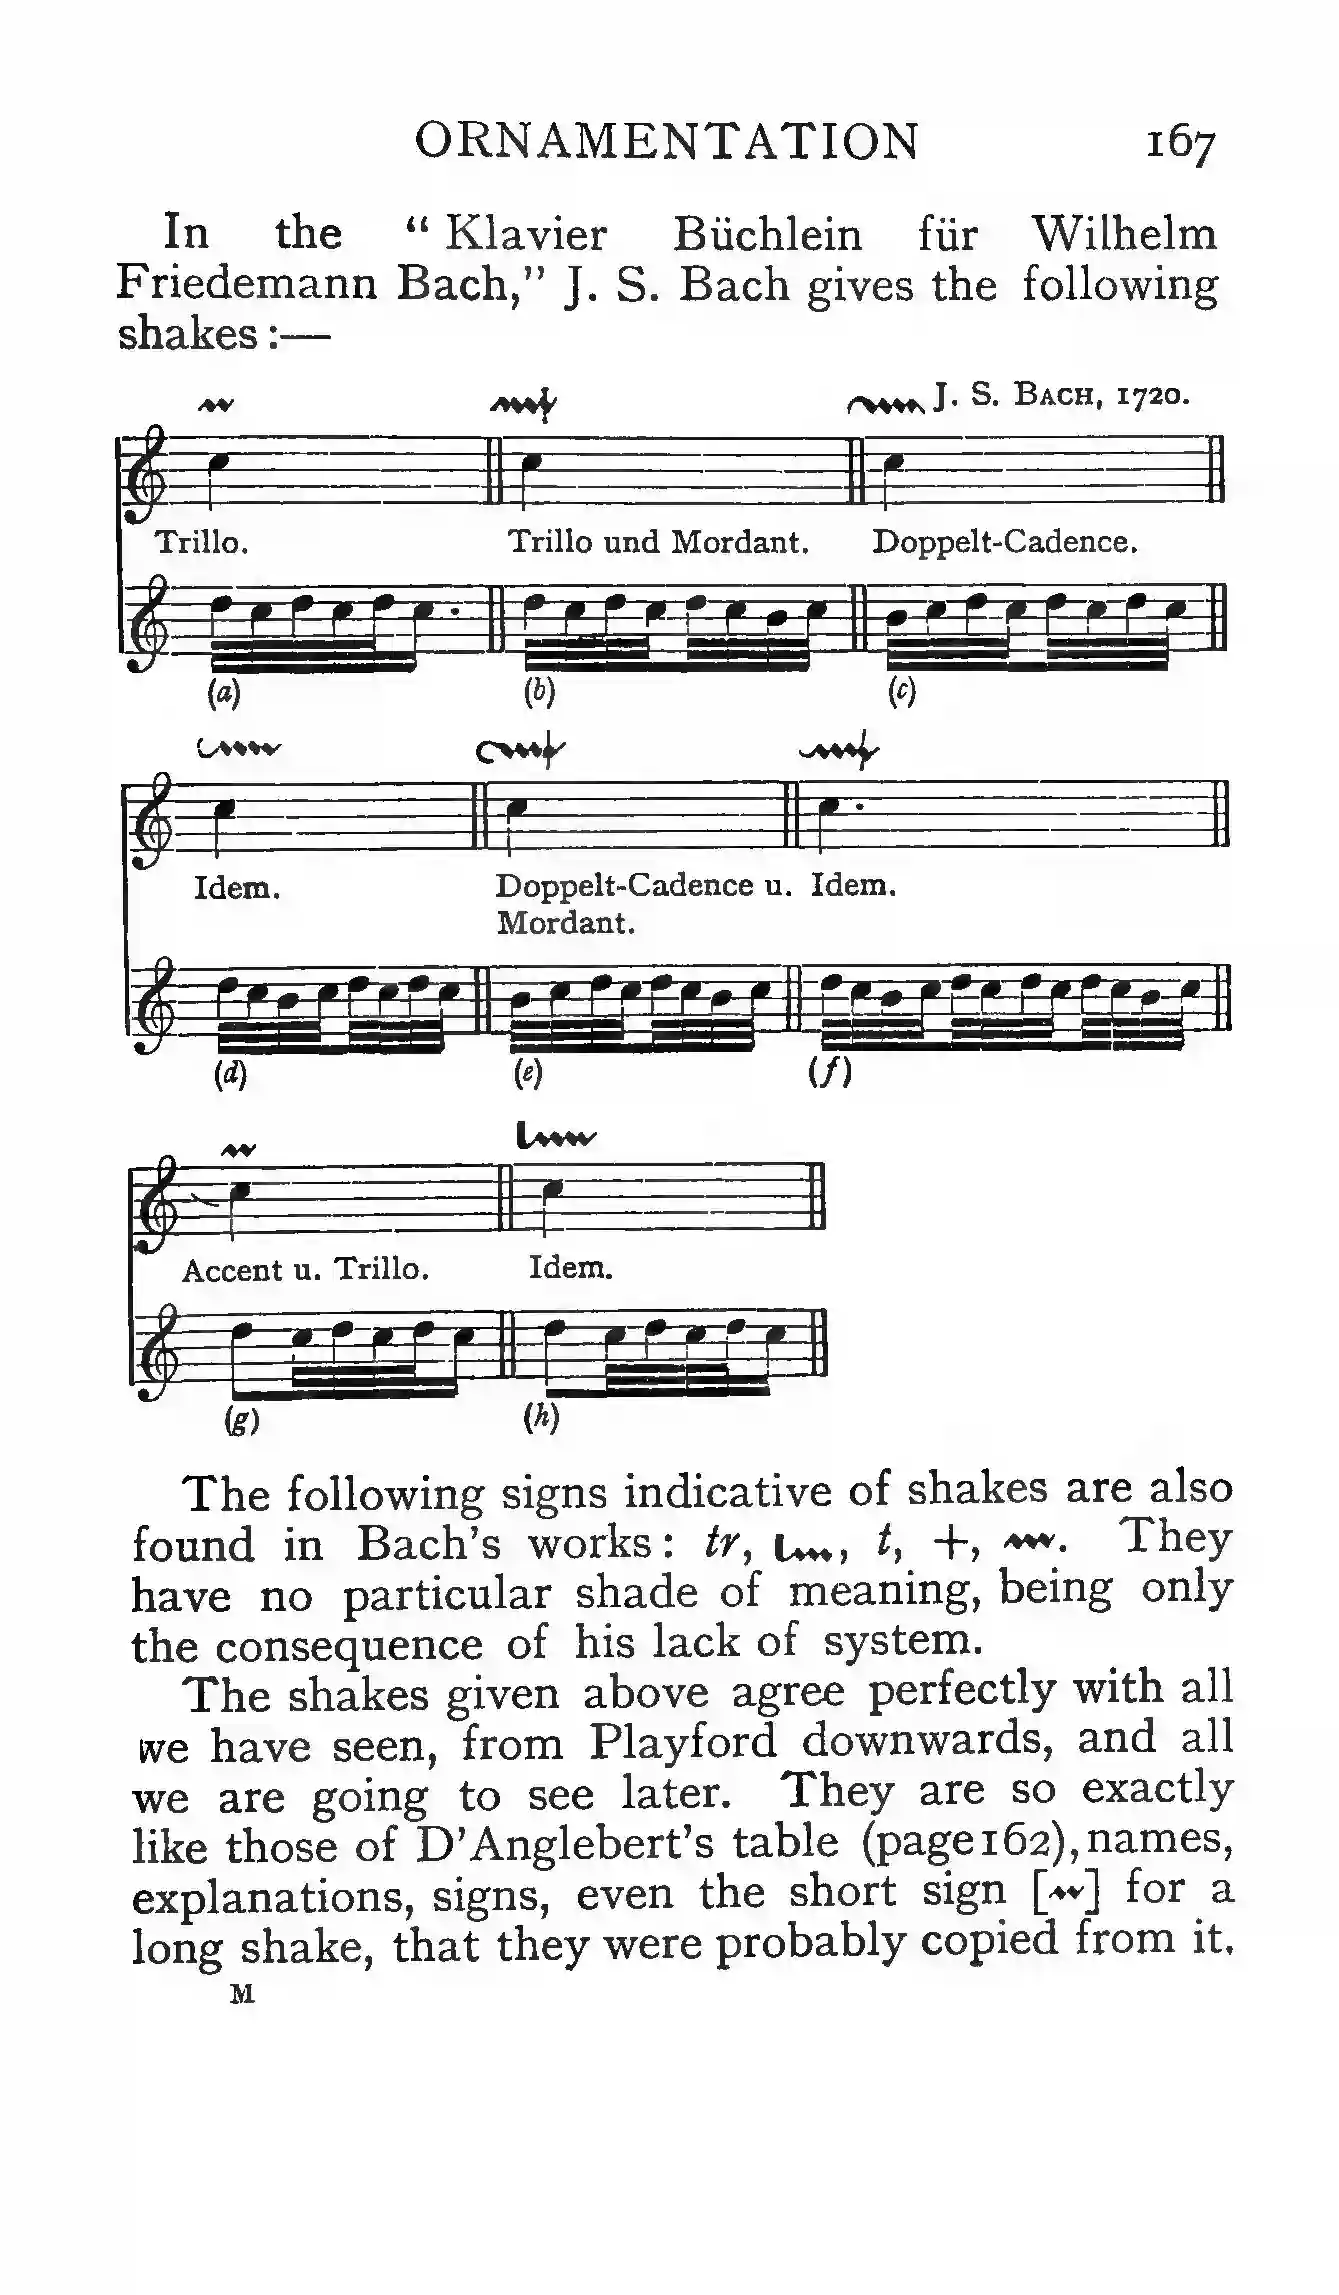 ORNAMENTATION 167
In the “ Klavier Büchlein für Wilhelm
Friedemann Bach,” J. S. Bach gives the following
shakes :—
J. S. BACH, 1720.
Trillo. Trillo und Mordant. Doppelt-Cadence.
(a) (b) (c)
Idem. Doppelt-Cadence u. Idem.
Mordant.
(d) (e) (f)
Accent u. Trillo. Idem.
(g) (h)
The following signs indicative of shakes are also
found in Bach’s works : tr, , t, +, . They
have no particular shade of meaning, being only
the consequence of his lack of system.
The shakes given above agree perfectly with all
we have seen, from Playford downwards, and all
we are going to see later. They are so exactly
like those of D’Anglebert’s table (page 162), names,
explanations, signs, even the short sign [ ] for a
long shake, that they were probably copied from it.
M